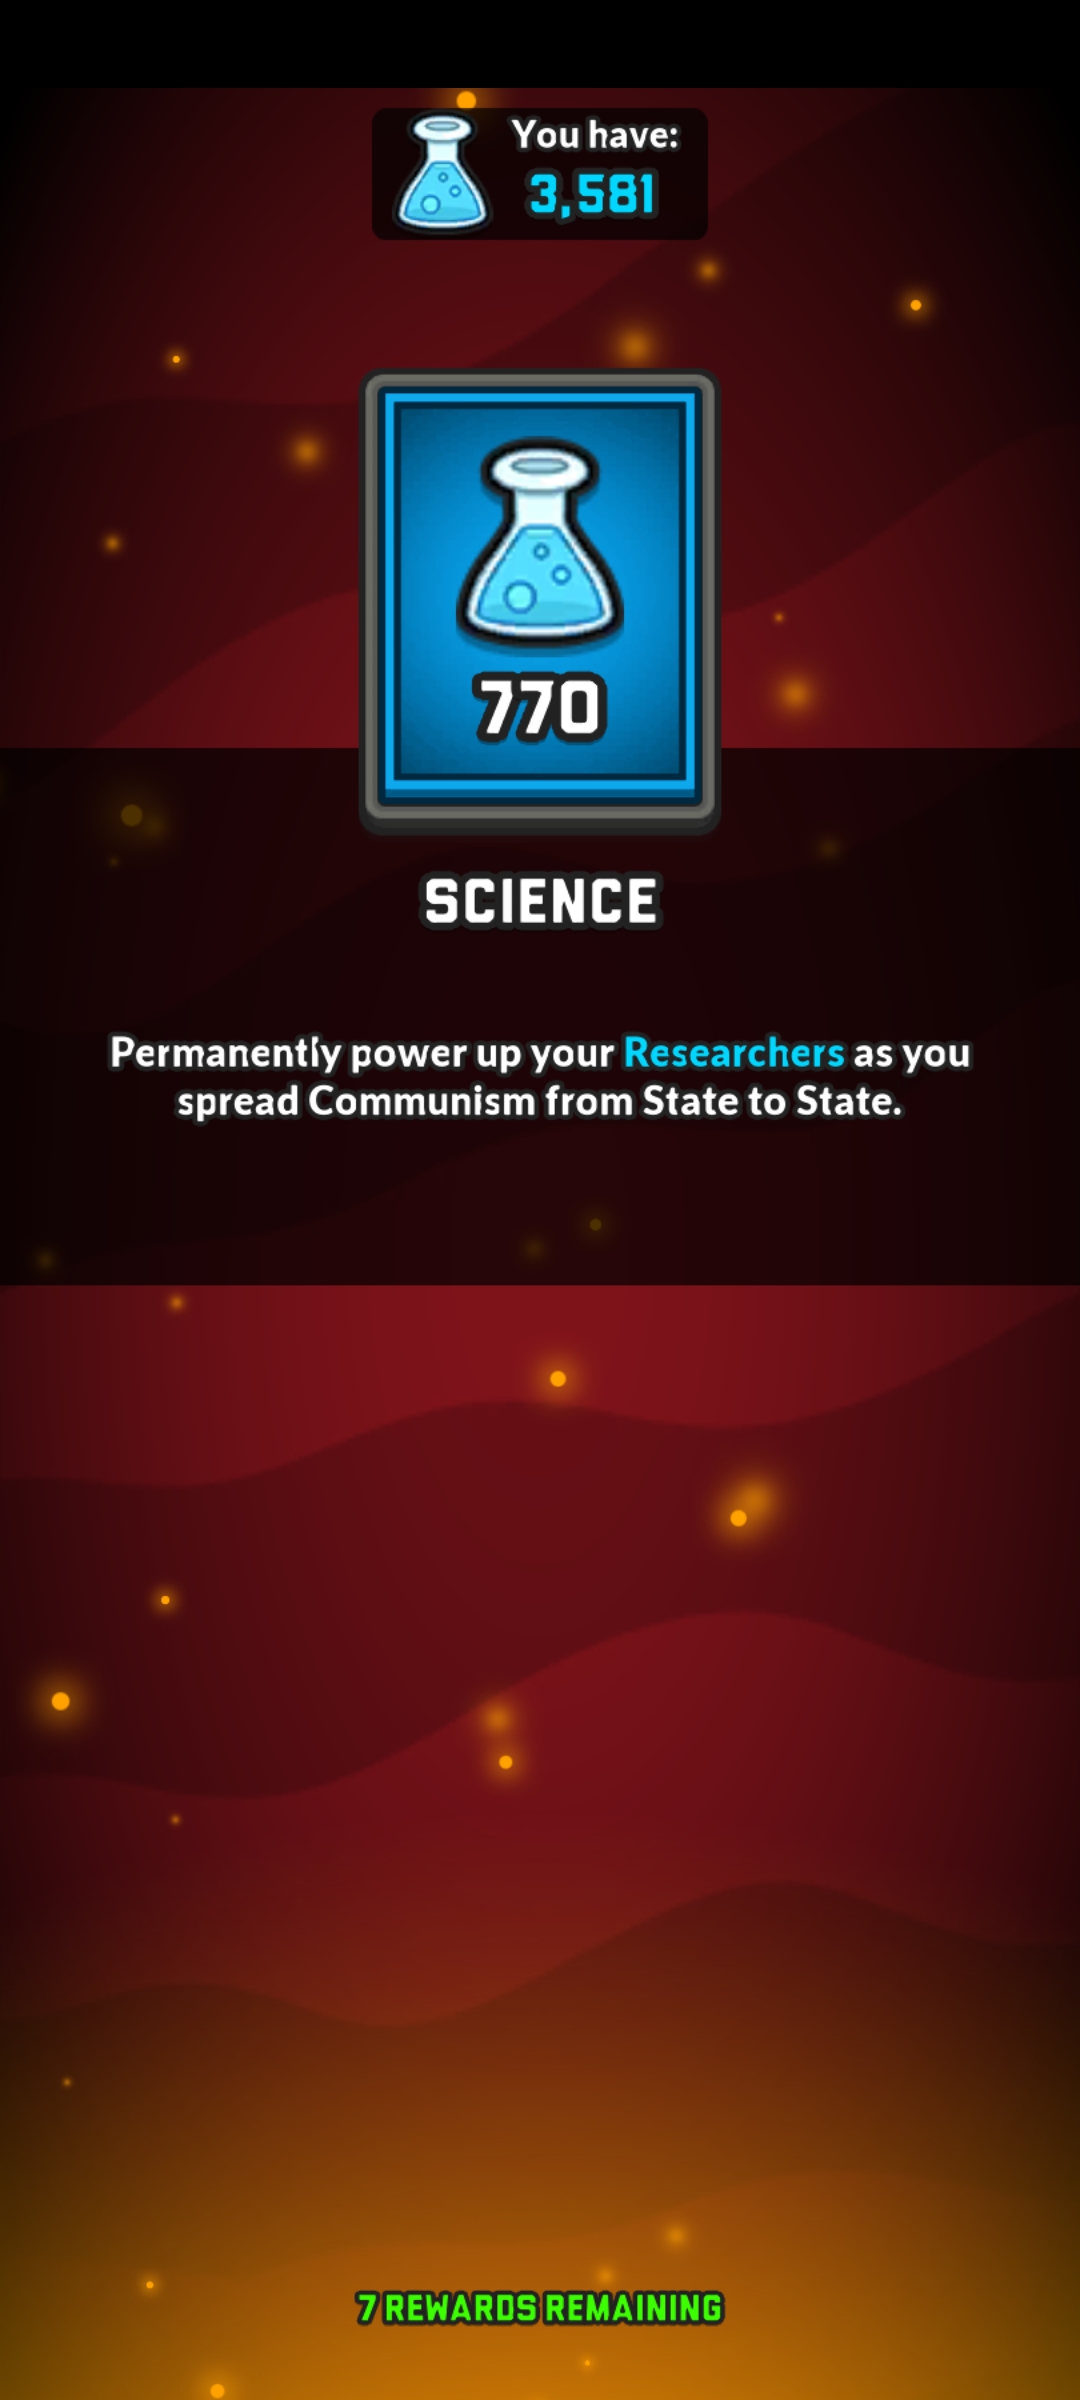 You have:
3,581
770
SCIENCE
Permanently power up your Researchers as you
spread Communism from State to State.
7 REWARDS REMAINING